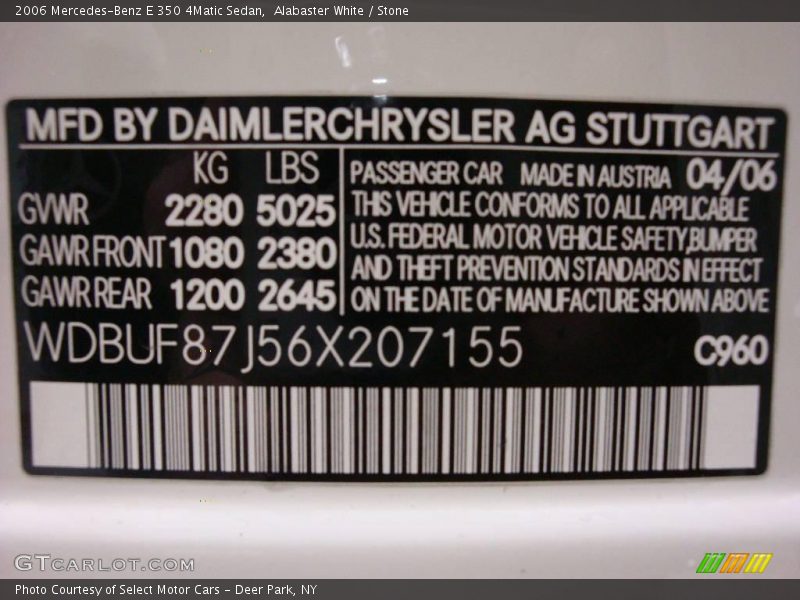 2006 Mercedes-Benz E 350 4Matic Sedan,  Alabaster White / Stone
MFD BY DAIMLERCHRYSLER AG STUTTGART
KG LBS
GVWR 2280 5025
GAWR FRONT 1080 2380
GAWR REAR 1200 2645
PASSENGER CAR MADE IN AUSTRIA 04/06
THIS VEHICLE CONFORMS TO ALL APPLICABLE
U.S. FEDERAL MOTOR VEHICLE SAFETY,BUMPER
AND THEFT PREVENTION STANDARDS IN EFFECT
ON THE DATE OF MANUFACTURE SHOWN ABOVE
WDBUF87J56X207155 C960
GTCARLOT.COM
Photo Courtesy of Select Motor Cars - Deer Park, NY